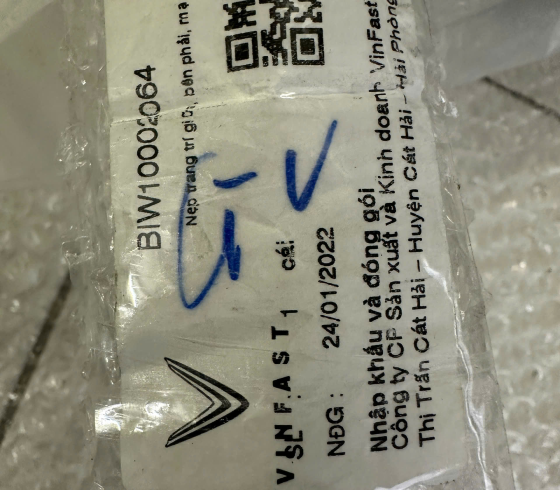 BIW10002064
Nẹp trang trí giữa, bên phải, ma
VINFAST
SL : 1 cái
NĐG : 24/01/2022
Nhập khẩu và đóng gói
Công ty CP Sản xuất và Kinh doanh VinFast
Thị Trấn Cát Hải – Huyện Cát Hải – Hải Phòng